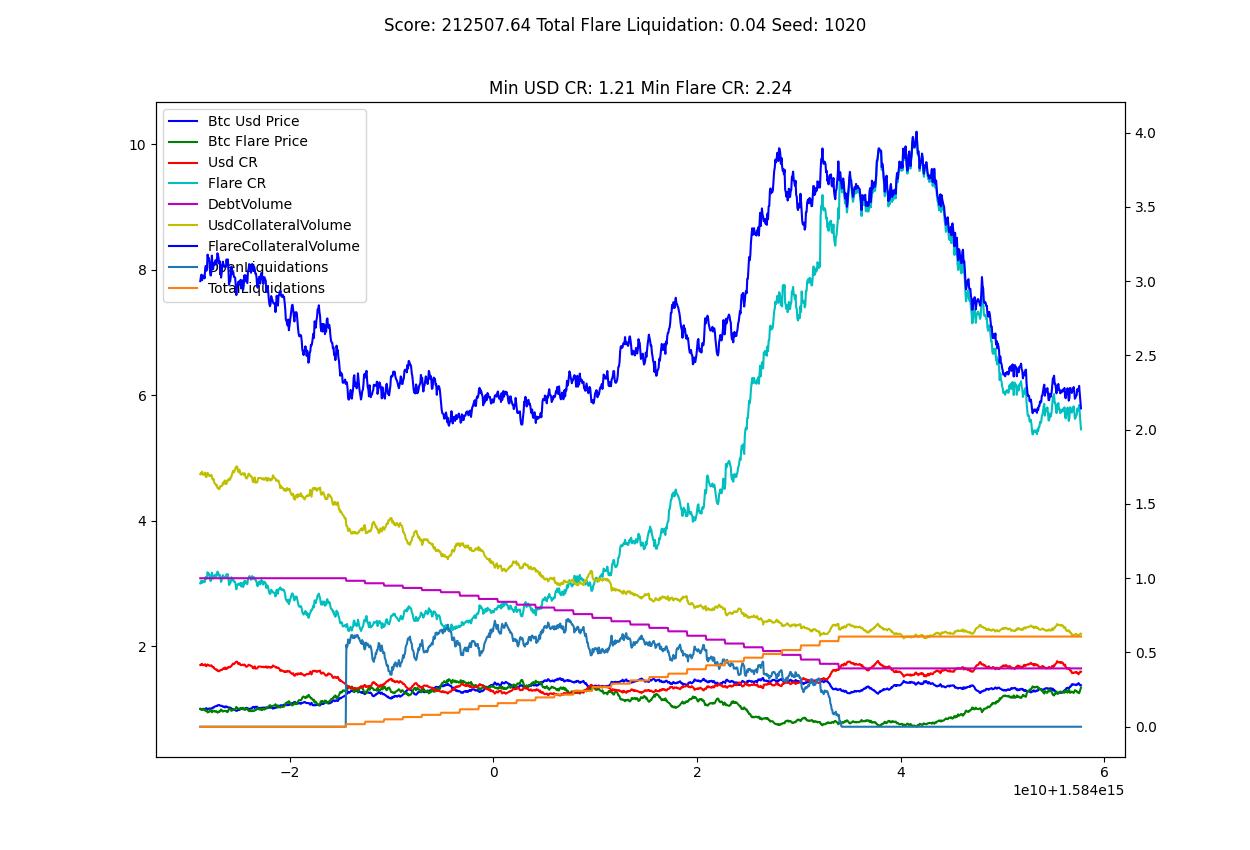 Score: 212507.64 Total Flare Liquidation: 0.04 Seed: 1020
Min USD CR: 1.21 Min Flare CR: 2.24
Btc Usd Price
Btc Flare Price
Usd CR
Flare CR
DebtVolume
UsdCollateralVolume
FlareCollateralVolume
OpenLiquidations
TotalLiquidations
10
8
6
4
2
4.0
3.5
3.0
2.5
2.0
1.5
1.0
0.5
0.0
−2 0 2 4 6
1e10+1.584e15